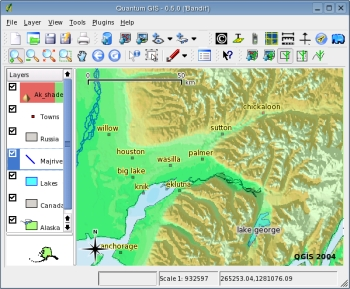 Quantum GIS - 0.5.0 ('Bandit')
File View Tools Plugins Help
Layers
Ak_shade
Towns
Russia
Majrive
Lakes
Canada
Alaska
0 50
km
chickaloon
willow
sutton
houston
palmer
wasilla
big lake
knik
eklutna
lake george
N
anchorage
QGIS 2004
Scale 1: 932597
265253.04,1281076.09